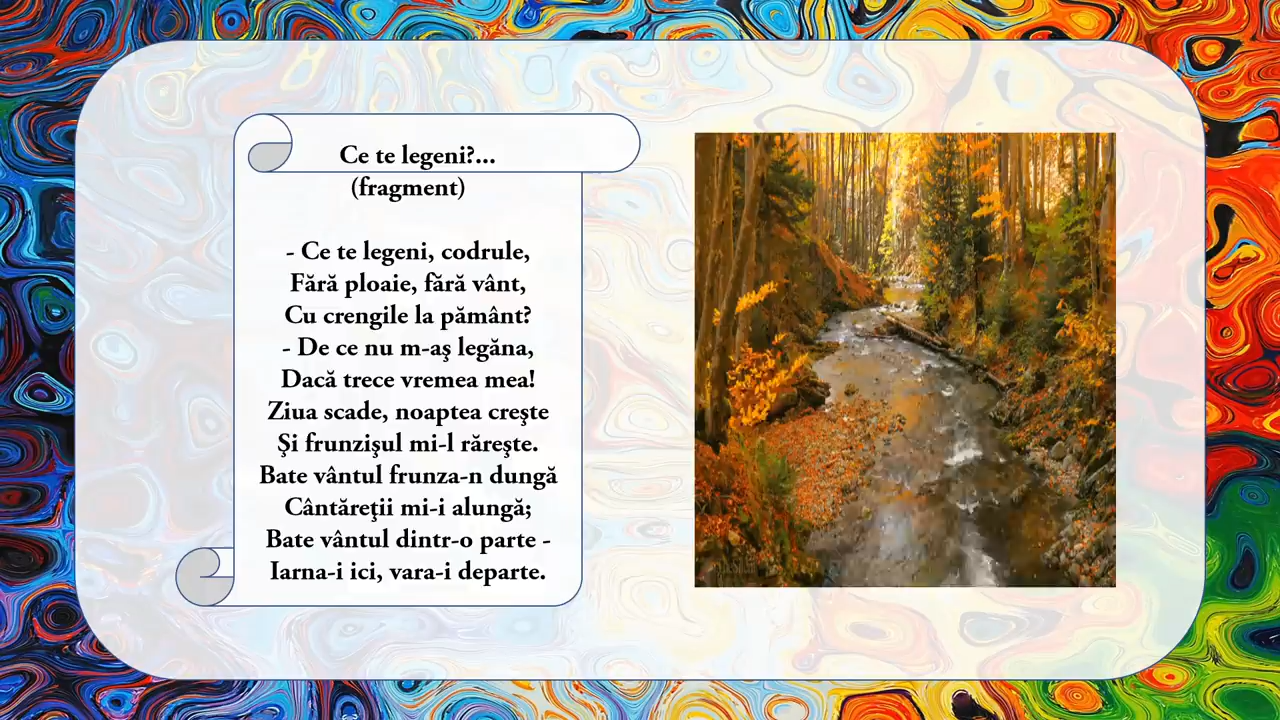 Ce te legeni?...
(fragment)
- Ce te legeni, codrule,
Fără ploaie, fără vânt,
Cu crengile la pământ?
- De ce nu m-aş legăna,
Dacă trece vremea mea!
Ziua scade, noaptea creşte
Şi frunzişul mi-l răreşte.
Bate vântul frunza-n dungă
Cântăreţii mi-i alungă;
Bate vântul dintr-o parte -
Iarna-i ici, vara-i departe.